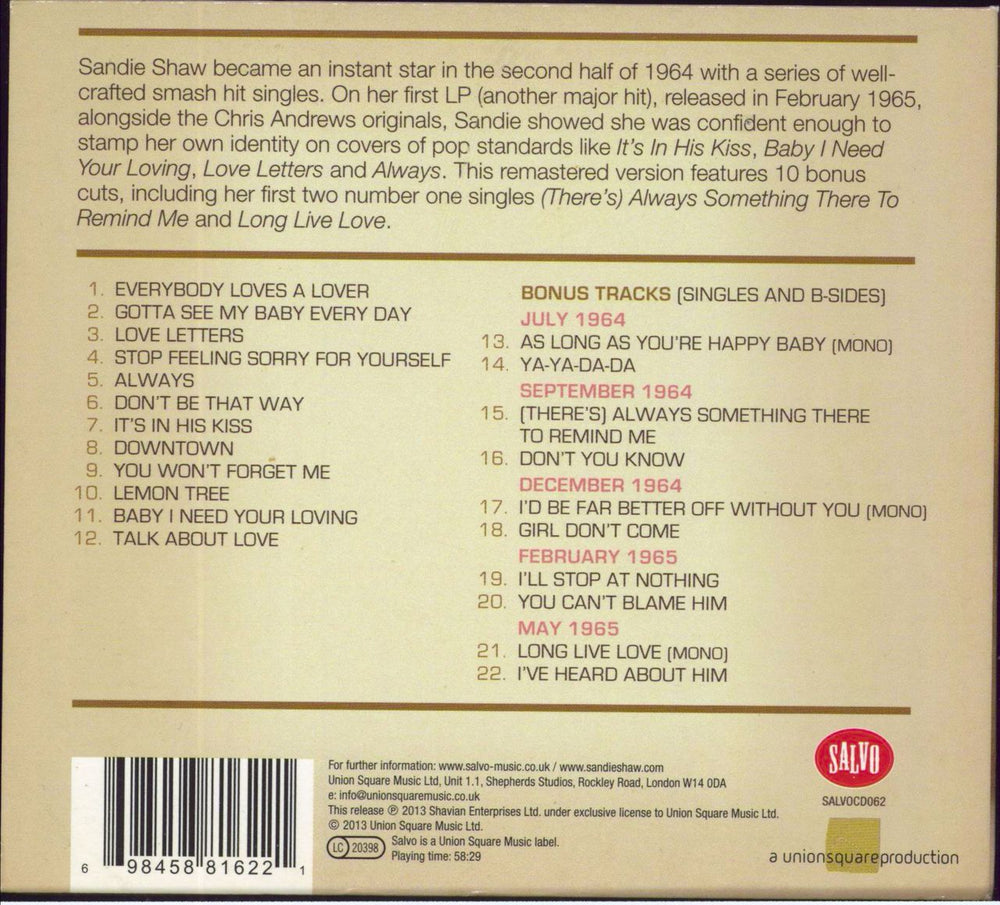 Sandie Shaw became an instant star in the second half of 1964 with a series of well-
crafted smash hit singles. On her first LP (another major hit), released in February 1965,
alongside the Chris Andrews originals, Sandie showed she was confident enough to
stamp her own identity on covers of pop standards like It's In His Kiss, Baby I Need
Your Loving, Love Letters and Always. This remastered version features 10 bonus
cuts, including her first two number one singles (There's) Always Something There To
Remind Me and Long Live Love.
1. EVERYBODY LOVES A LOVER
2. GOTTA SEE MY BABY EVERY DAY
3. LOVE LETTERS
4. STOP FEELING SORRY FOR YOURSELF
5. ALWAYS
6. DON'T BE THAT WAY
7. IT'S IN HIS KISS
8. DOWNTOWN
9. YOU WON'T FORGET ME
10. LEMON TREE
11. BABY I NEED YOUR LOVING
12. TALK ABOUT LOVE
BONUS TRACKS (SINGLES AND B-SIDES)
JULY 1964
13. AS LONG AS YOU'RE HAPPY BABY (MONO)
14. YA-YA-DA-DA
SEPTEMBER 1964
15. (THERE'S) ALWAYS SOMETHING THERE
TO REMIND ME
16. DON'T YOU KNOW
DECEMBER 1964
17. I'D BE FAR BETTER OFF WITHOUT YOU (MONO)
18. GIRL DON'T COME
FEBRUARY 1965
19. I'LL STOP AT NOTHING
20. YOU CAN'T BLAME HIM
MAY 1965
21. LONG LIVE LOVE (MONO)
22. I'VE HEARD ABOUT HIM
6 98458 81622 1
For further information: www.salvo-music.co.uk / www.sandieshaw.com
Union Square Music Ltd, Unit 1.1, Shepherds Studios, Rockley Road, London W14 0DA
e: info@unionsquaremusic.co.uk
This release ℗ 2013 Shavian Enterprises Ltd. under exclusive license to Union Square Music Ltd.
© 2013 Union Square Music Ltd.
LC 20398
Salvo is a Union Square Music label.
Playing time: 58:29
SALVO
SALVOCD062
a unionsquareproduction